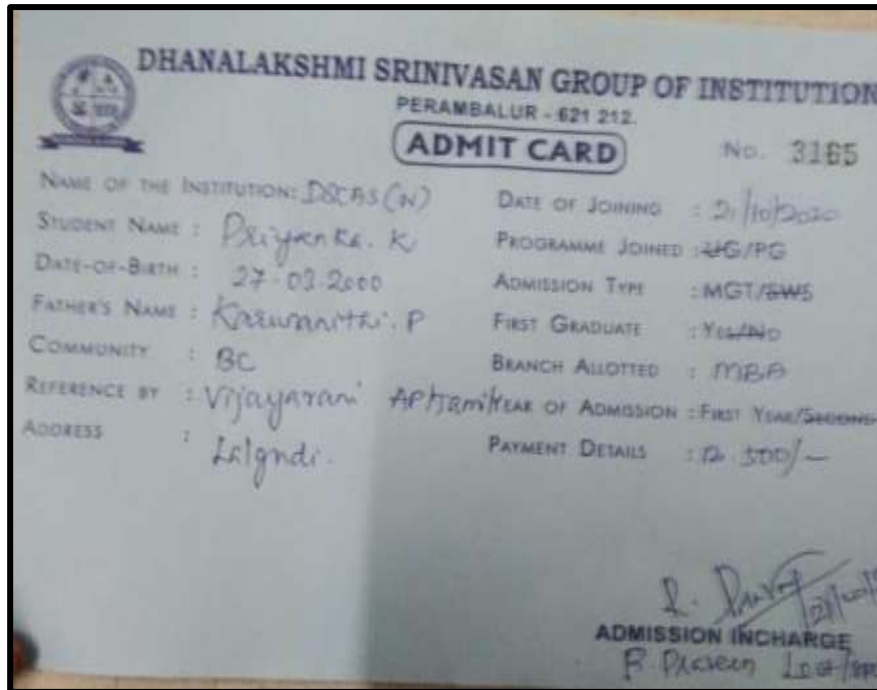 DHANALAKSHMI SRINIVASAN GROUP OF INSTITUTION
PERAMBALUR - 621 212.
ADMIT CARD
No. 3165
NAME OF THE INSTITUTION: DSCAS (W)
STUDENT NAME : Priyanka. K
DATE-OF-BIRTH : 27-03-2000
FATHER'S NAME : Karunanithi. P
COMMUNITY : BC
REFERENCE BY : Vijayarani AP/Tamil
ADDRESS : Lalgudi.
DATE OF JOINING : 21/10/2020
PROGRAMME JOINED : UG/PG
ADMISSION TYPE : MGT/SWS
FIRST GRADUATE : YES/NO
BRANCH ALLOTTED : MBA
YEAR OF ADMISSION : FIRST YEAR/SECOND
PAYMENT DETAILS : 500/-
ADMISSION INCHARGE